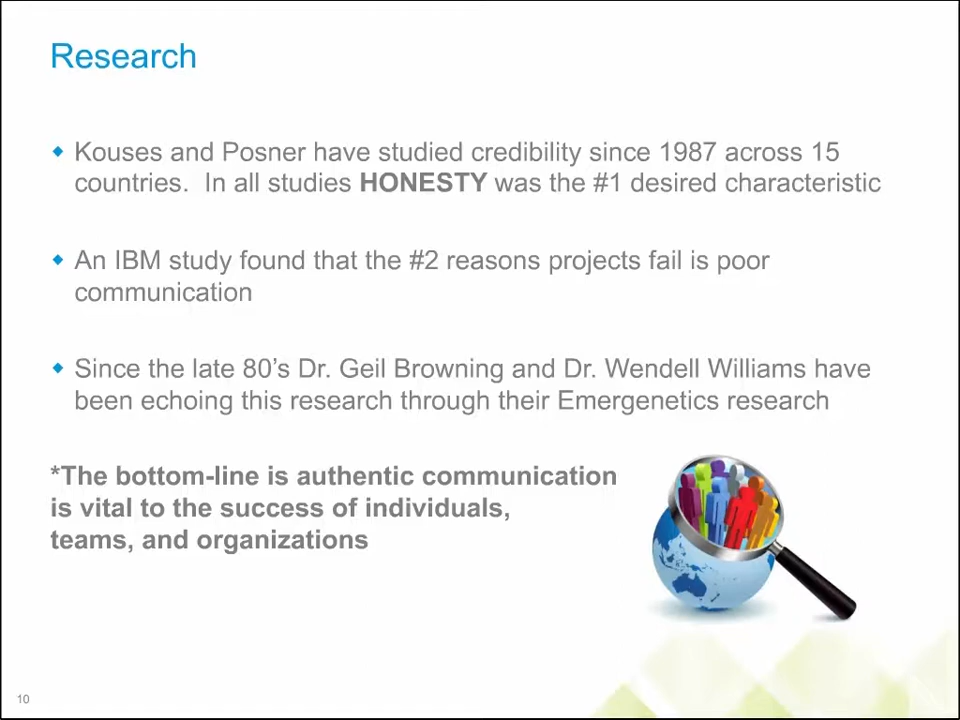 Research
Kouses and Posner have studied credibility since 1987 across 15
countries.  In all studies HONESTY was the #1 desired characteristic
An IBM study found that the #2 reasons projects fail is poor
communication
Since the late 80’s Dr. Geil Browning and Dr. Wendell Williams have
been echoing this research through their Emergenetics research
*The bottom-line is authentic communication
is vital to the success of individuals,
teams, and organizations
10